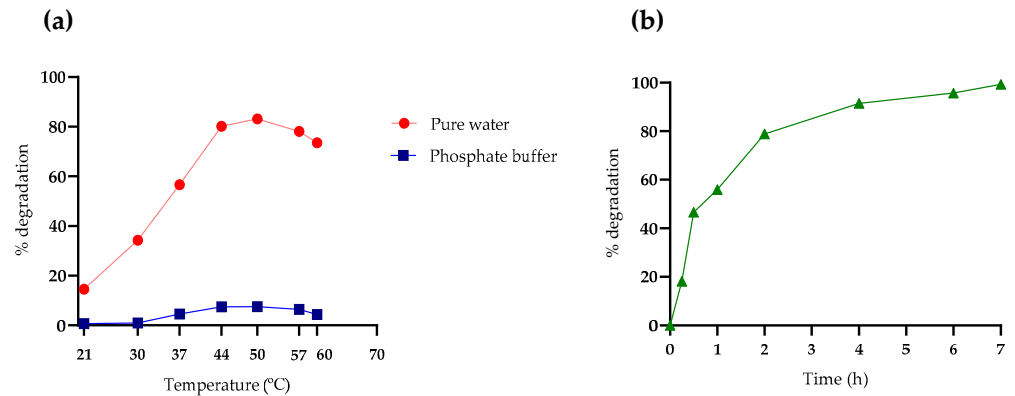 (a)
% degradation
100
80
60
40
20
0
21 30 37 44 50 57 60 70
Temperature (ºC)
Pure water
Phosphate buffer
(b)
% degradation
100
80
60
40
20
0
0 1 2 3 4 5 6 7
Time (h)